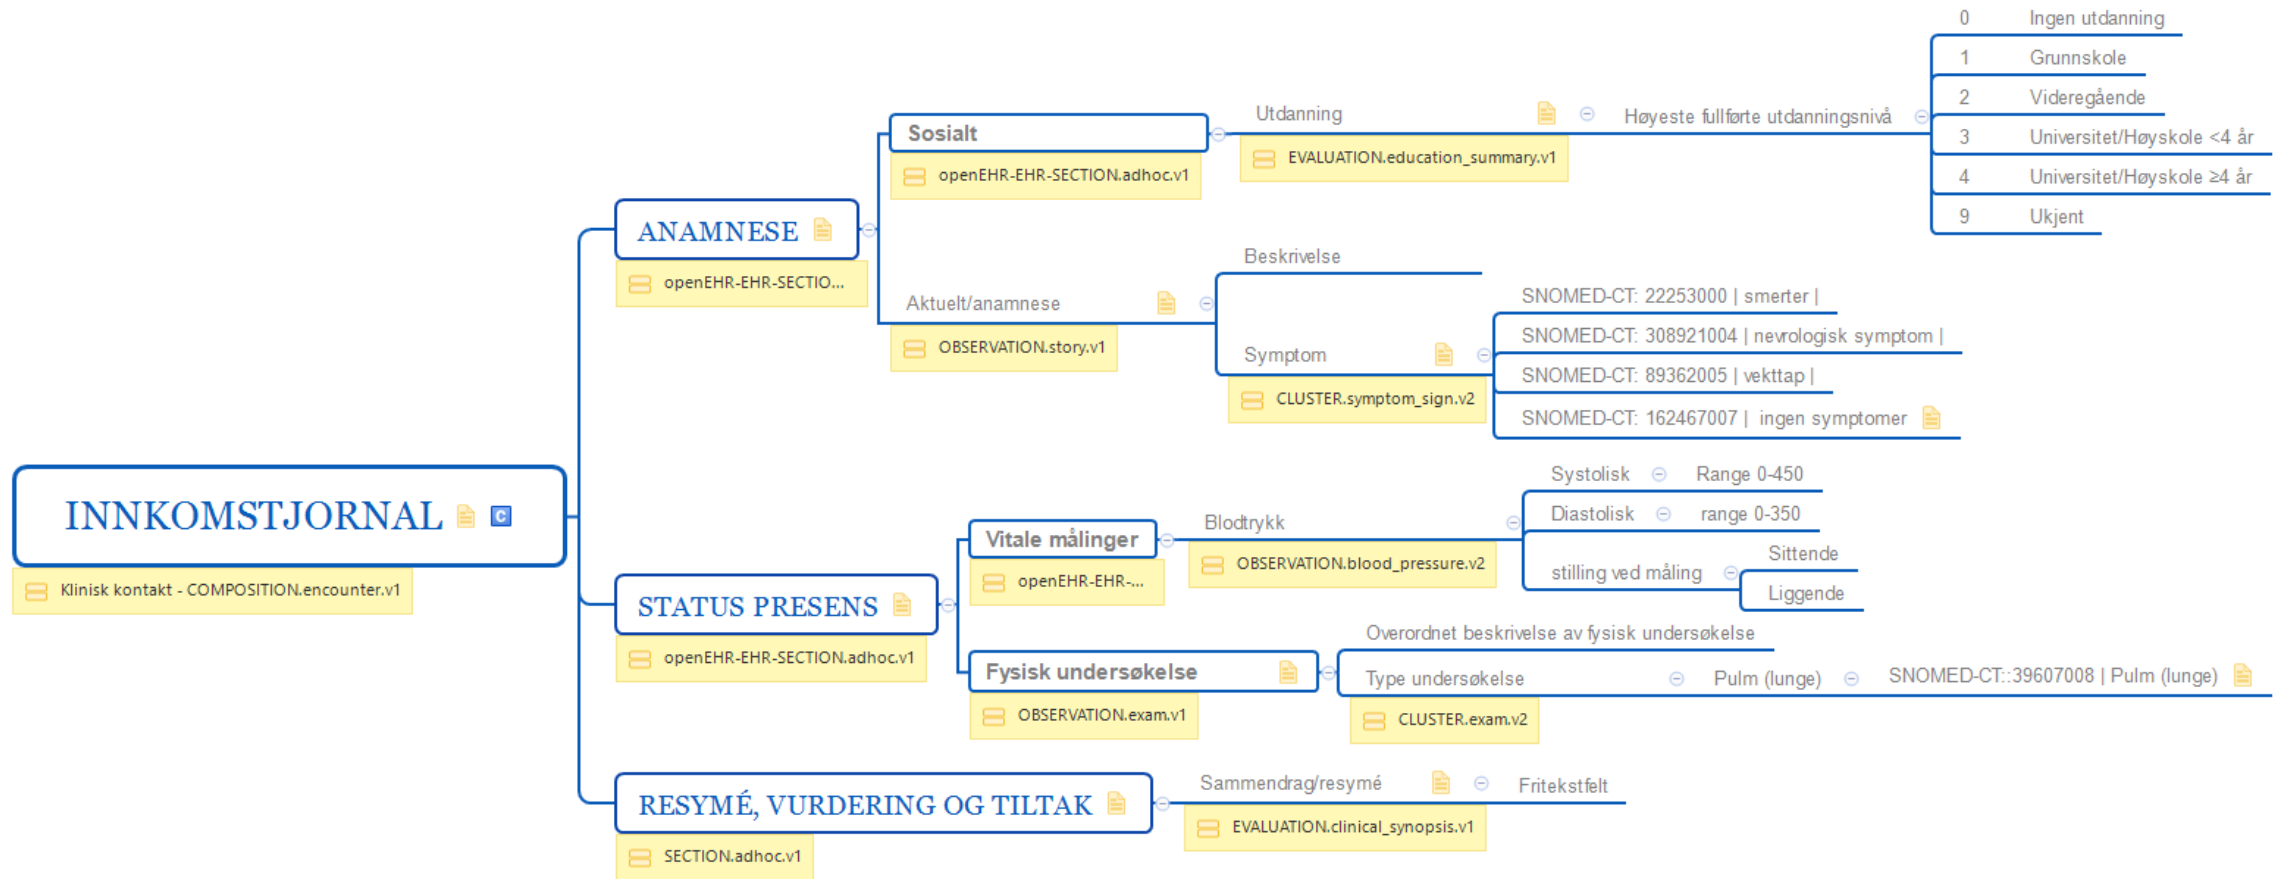 INNKOMSTJORNAL
Klinisk kontakt - COMPOSITION.encounter.v1
ANAMNESE
openEHR-EHR-SECTIO...
Sosialt
openEHR-EHR-SECTION.adhoc.v1
Utdanning
EVALUATION.education_summary.v1
Høyeste fullførte utdanningsnivå
0 Ingen utdanning
1 Grunnskole
2 Videregående
3 Universitet/Høyskole <4 år
4 Universitet/Høyskole ≥4 år
9 Ukjent
Aktuelt/anamnese
OBSERVATION.story.v1
Beskrivelse
Symptom
CLUSTER.symptom_sign.v2
SNOMED-CT: 22253000 | smerter |
SNOMED-CT: 308921004 | nevrologisk symptom |
SNOMED-CT: 89362005 | vekttap |
SNOMED-CT: 162467007 | ingen symptomer
STATUS PRESENS
openEHR-EHR-SECTION.adhoc.v1
Vitale målinger
openEHR-EHR-...
Blodtrykk
OBSERVATION.blood_pressure.v2
Systolisk
Range 0-450
Diastolisk
range 0-350
stilling ved måling
Sittende
Liggende
Fysisk undersøkelse
OBSERVATION.exam.v1
Overordnet beskrivelse av fysisk undersøkelse
Type undersøkelse
CLUSTER.exam.v2
Pulm (lunge)
SNOMED-CT::39607008 | Pulm (lunge)
RESYMÉ, VURDERING OG TILTAK
SECTION.adhoc.v1
Sammendrag/resymé
EVALUATION.clinical_synopsis.v1
Fritekstfelt